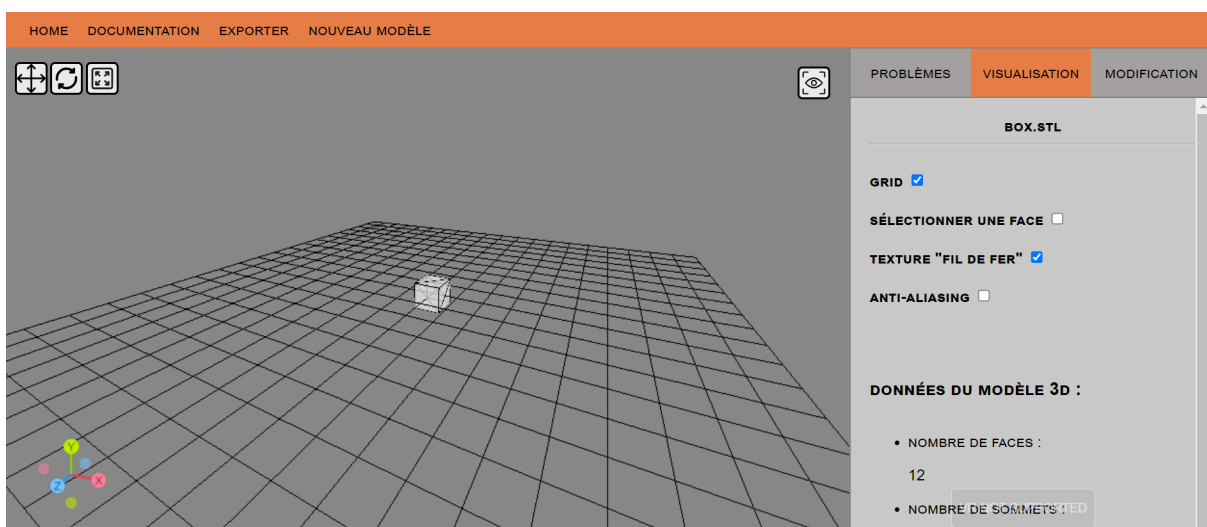 HOME DOCUMENTATION EXPORTER NOUVEAU MODÈLE
PROBLÈMES VISUALISATION MODIFICATION
BOX.STL
GRID
SÉLECTIONNER UNE FACE
TEXTURE "FIL DE FER"
ANTI-ALIASING
DONNÉES DU MODÈLE 3D :
• NOMBRE DE FACES :
12
• NOMBRE DE SOMMETS :
Y
X
Z